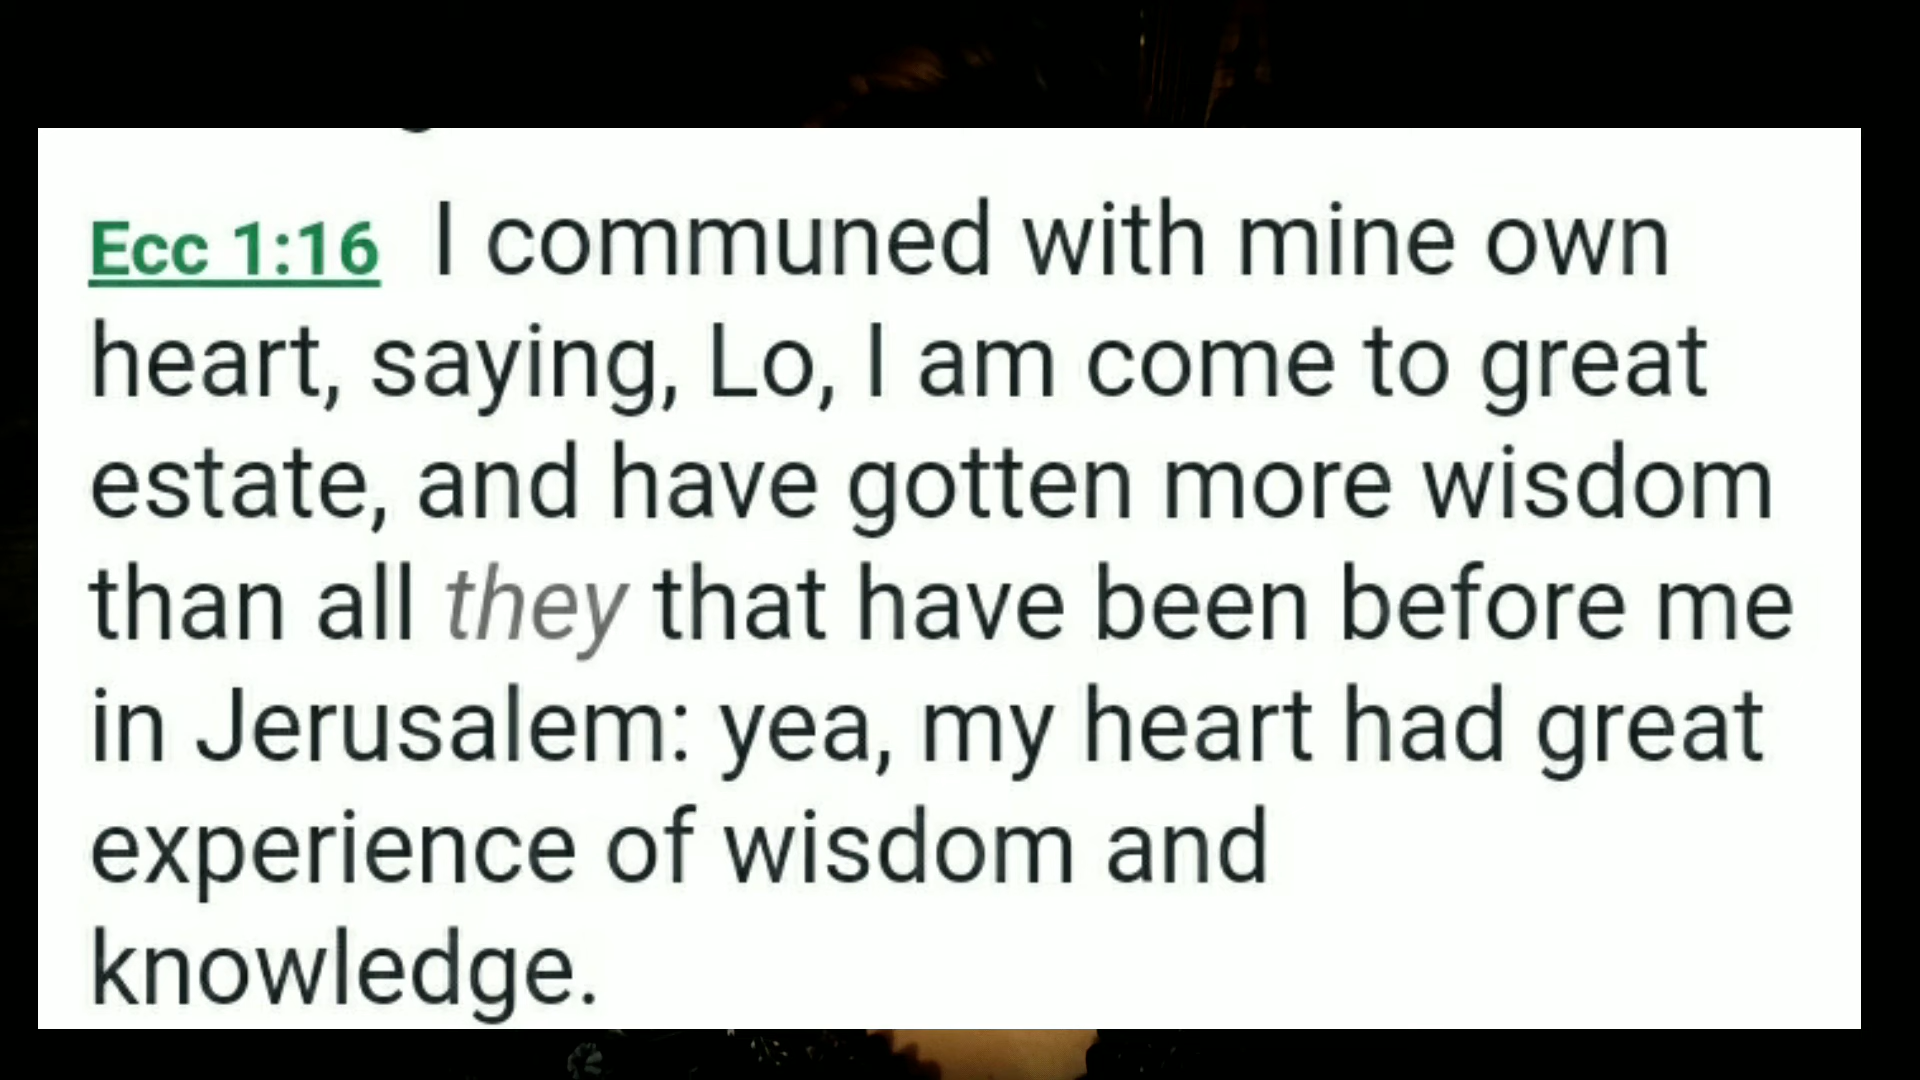 Ecc 1:16 I communed with mine own
heart, saying, Lo, I am come to great
estate, and have gotten more wisdom
than all they that have been before me
in Jerusalem: yea, my heart had great
experience of wisdom and
knowledge.